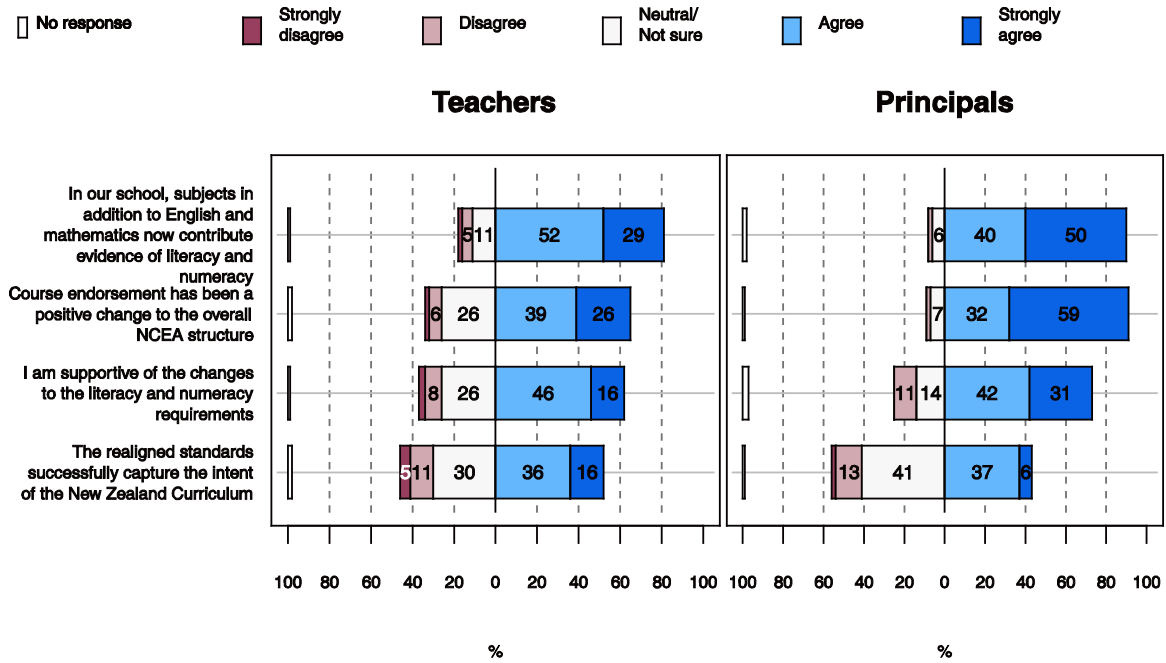 No response
Strongly
disagree
Disagree
Neutral/
Not sure
Agree
Strongly
agree
Teachers
Principals
In our school, subjects in
addition to English and
mathematics now contribute
evidence of literacy and
numeracy
5 11 52 29
6 40 50
Course endorsement has been a
positive change to the overall
NCEA structure
6 26 39 26
7 32 59
I am supportive of the changes
to the literacy and numeracy
requirements
8 26 46 16
11 14 42 31
The realigned standards
successfully capture the intent
of the New Zealand Curriculum
5 11 30 36 16
13 41 37 6
100 80 60 40 20 0 20 40 60 80 100
100 80 60 40 20 0 20 40 60 80 100
%
%